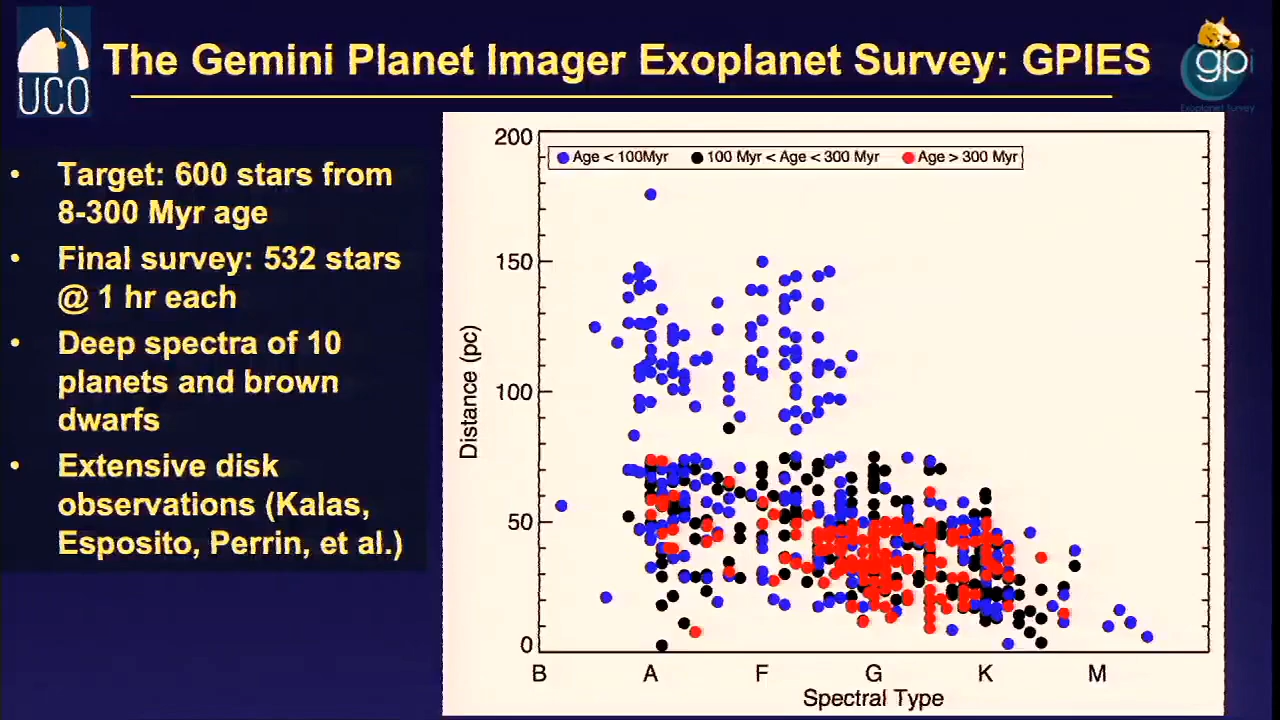 The Gemini Planet Imager Exoplanet Survey: GPIES
UCO
gpi
Exoplanet Survey
• Target: 600 stars from
8-300 Myr age
• Final survey: 532 stars
@ 1 hr each
• Deep spectra of 10
planets and brown
dwarfs
• Extensive disk
observations (Kalas,
Esposito, Perrin, et al.)
Age < 100Myr 100 Myr < Age < 300 Myr Age > 300 Myr
200
150
100
50
0
Distance (pc)
B A F G K M
Spectral Type